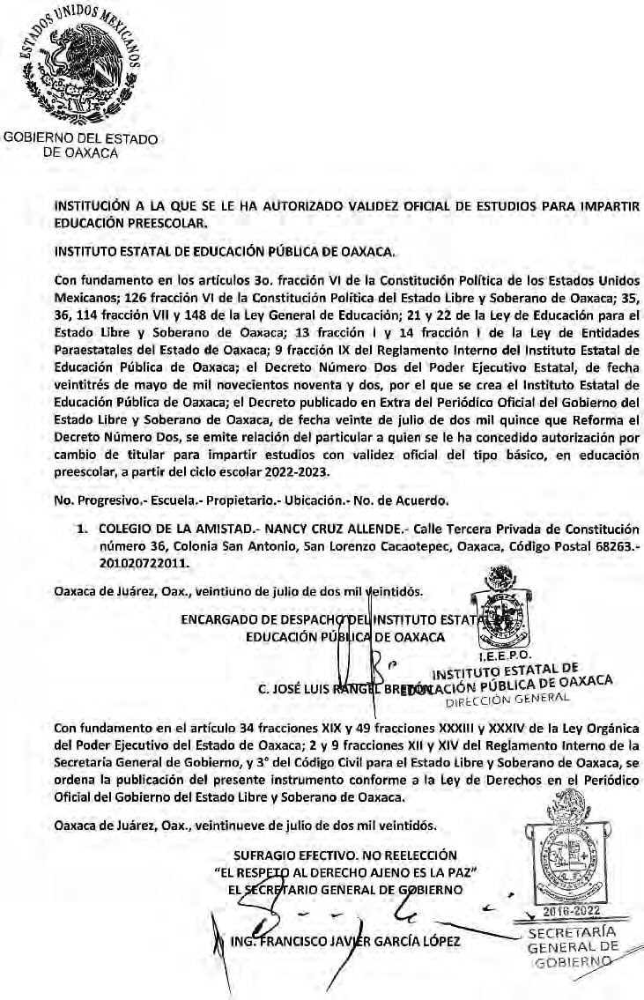 ESTADOS UNIDOS MEXICANOS
GOBIERNO DEL ESTADO
DE OAXACA
INSTITUCIÓN A LA QUE SE LE HA AUTORIZADO VALIDEZ OFICIAL DE ESTUDIOS PARA IMPARTIR
EDUCACIÓN PREESCOLAR.
INSTITUTO ESTATAL DE EDUCACIÓN PÚBLICA DE OAXACA.
Con fundamento en los artículos 3o. fracción VI de la Constitución Política de los Estados Unidos
Mexicanos; 126 fracción VI de la Constitución Política del Estado Libre y Soberano de Oaxaca; 35,
36, 114 fracción VII y 148 de la Ley General de Educación; 21 y 22 de la Ley de Educación para el
Estado Libre y Soberano de Oaxaca; 13 fracción I y 14 fracción I de la Ley de Entidades
Paraestatales del Estado de Oaxaca; 9 fracción IX del Reglamento Interno del Instituto Estatal de
Educación Pública de Oaxaca; el Decreto Número Dos del Poder Ejecutivo Estatal, de fecha
veintitrés de mayo de mil novecientos noventa y dos, por el que se crea el Instituto Estatal de
Educación Pública de Oaxaca; el Decreto publicado en Extra del Periódico Oficial del Gobierno del
Estado Libre y Soberano de Oaxaca, de fecha veinte de julio de dos mil quince que Reforma el
Decreto Número Dos, se emite relación del particular a quien se le ha concedido autorización por
cambio de titular para impartir estudios con validez oficial del tipo básico, en educación
preescolar, a partir del ciclo escolar 2022-2023.
No. Progresivo.- Escuela.- Propietario.- Ubicación.- No. de Acuerdo.
1. COLEGIO DE LA AMISTAD.- NANCY CRUZ ALLENDE.- Calle Tercera Privada de Constitución
número 36, Colonia San Antonio, San Lorenzo Cacaotepec, Oaxaca, Código Postal 68263.-
201020722011.
Oaxaca de Juárez, Oax., veintiuno de julio de dos mil veintidós.
ENCARGADO DE DESPACHO DEL INSTITUTO ESTAT
EDUCACIÓN PÚBLICA DE OAXACA
I.E.E.P.O.
INSTITUTO ESTATAL DE
EDUCACIÓN PÚBLICA DE OAXACA
DIRECCIÓN GENERAL
C. JOSÉ LUIS RANGEL BRETÓN
Con fundamento en el artículo 34 fracciones XIX y 49 fracciones XXXIII y XXXIV de la Ley Orgánica
del Poder Ejecutivo del Estado de Oaxaca; 2 y 9 fracciones XII y XIV del Reglamento Interno de la
Secretaría General de Gobierno, y 3° del Código Civil para el Estado Libre y Soberano de Oaxaca, se
ordena la publicación del presente instrumento conforme a la Ley de Derechos en el Periódico
Oficial del Gobierno del Estado Libre y Soberano de Oaxaca.
Oaxaca de Juárez, Oax., veintinueve de julio de dos mil veintidós.
SUFRAGIO EFECTIVO. NO REELECCIÓN
"EL RESPETO AL DERECHO AJENO ES LA PAZ"
EL SECRETARIO GENERAL DE GOBIERNO
2016-2022
SECRETARÍA
GENERAL DE
GOBIERNO
ING. FRANCISCO JAVIER GARCÍA LÓPEZ